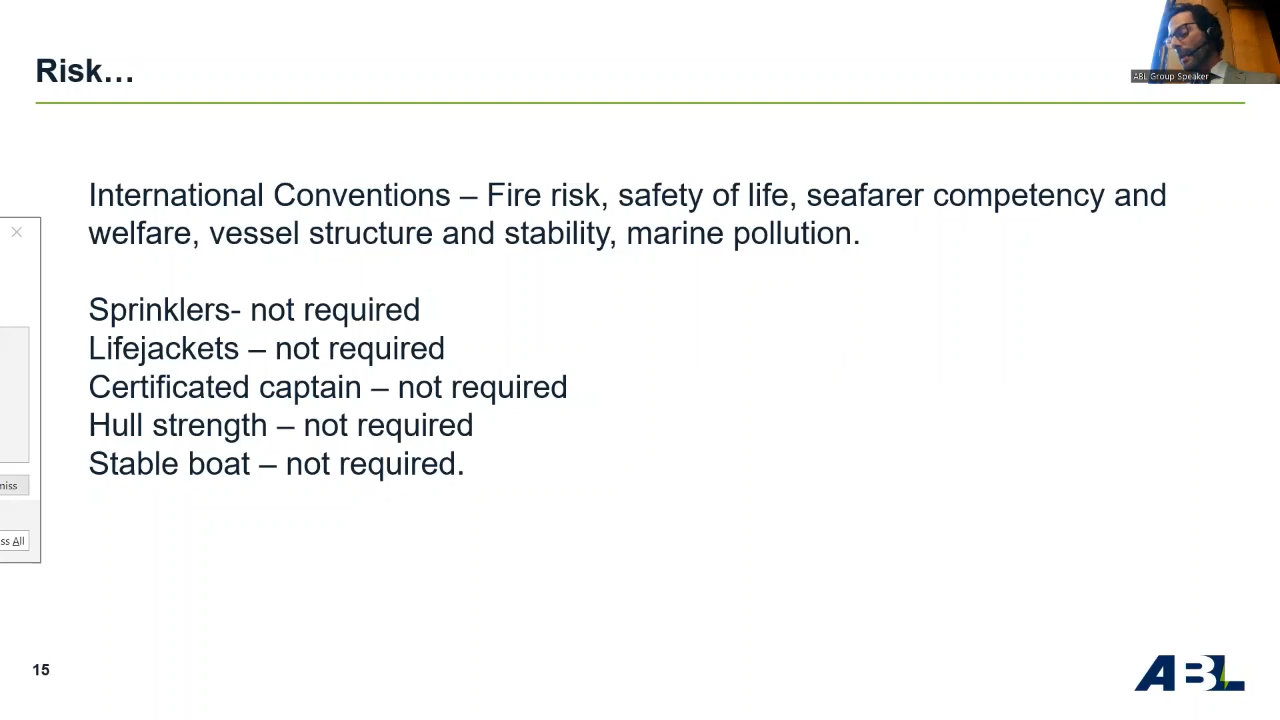 Risk...
ABL Group Speaker
International Conventions – Fire risk, safety of life, seafarer competency and
welfare, vessel structure and stability, marine pollution.
Sprinklers- not required
Lifejackets – not required
Certificated captain – not required
Hull strength – not required
Stable boat – not required.
miss
ss All
15
ABL